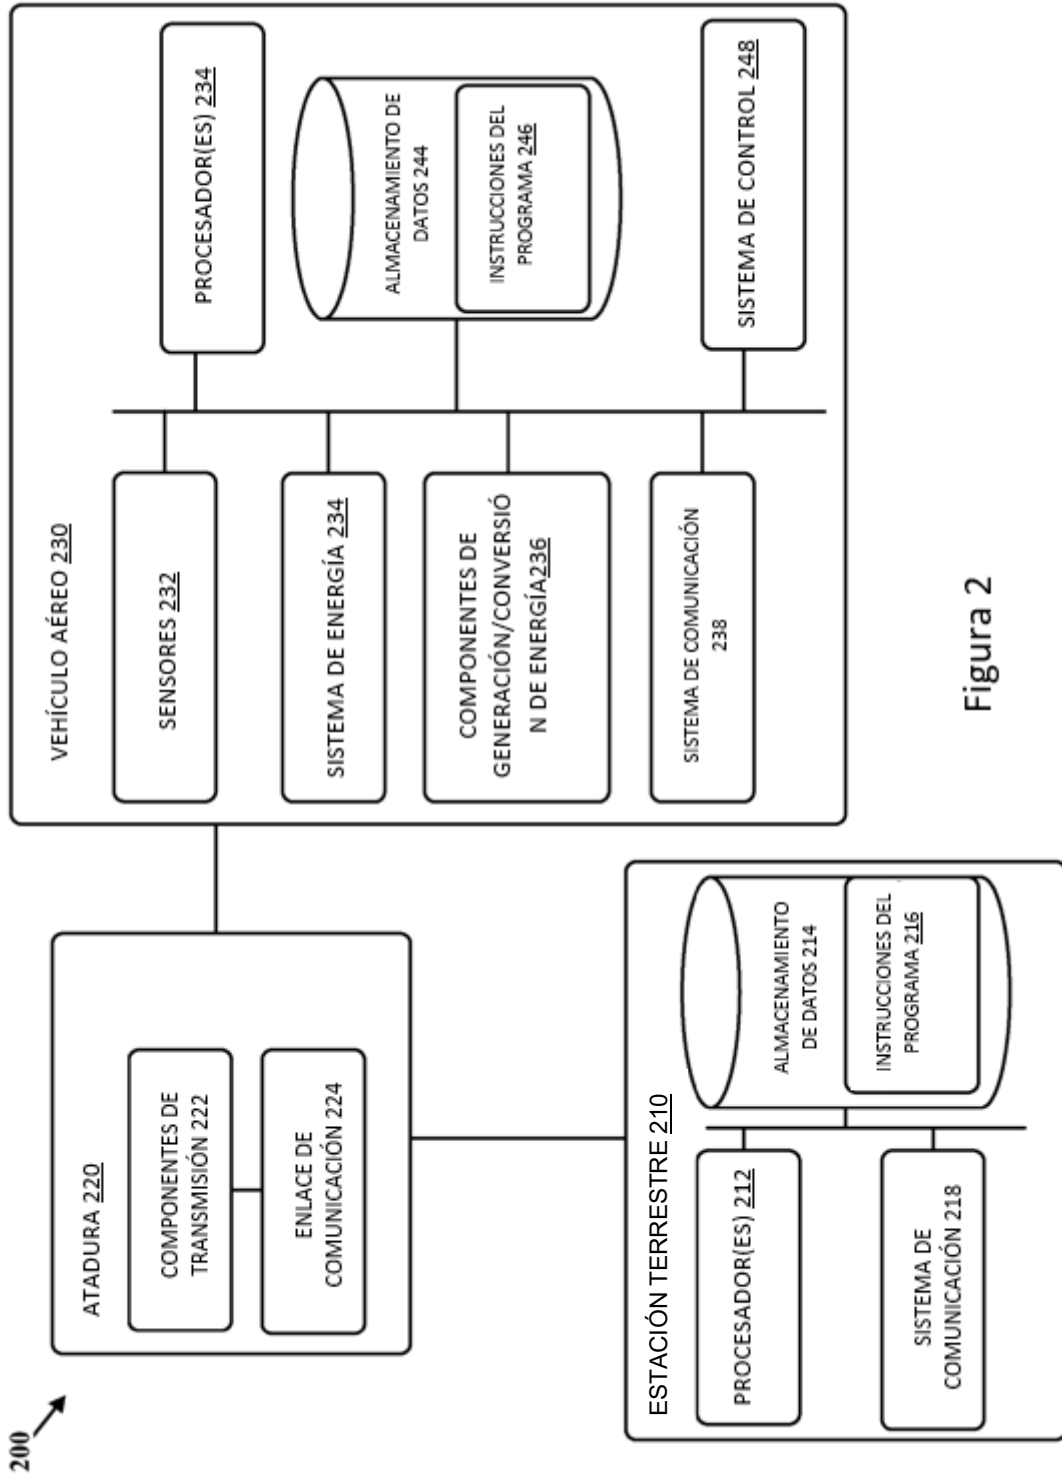 200
ATADURA 220
COMPONENTES DE
TRANSMISIÓN 222
ENLACE DE
COMUNICACIÓN 224
VEHÍCULO AÉREO 230
SENSORES 232
SISTEMA DE ENERGÍA 234
COMPONENTES DE
GENERACIÓN/CONVERSIÓ
N DE ENERGÍA236
SISTEMA DE COMUNICACIÓN
238
PROCESADOR(ES) 234
ALMACENAMIENTO DE
DATOS 244
INSTRUCCIONES DEL
PROGRAMA 246
SISTEMA DE CONTROL 248
ESTACIÓN TERRESTRE 210
PROCESADOR(ES) 212
SISTEMA DE
COMUNICACIÓN 218
ALMACENAMIENTO
DE DATOS 214
INSTRUCCIONES DEL
PROGRAMA 216
Figura 2